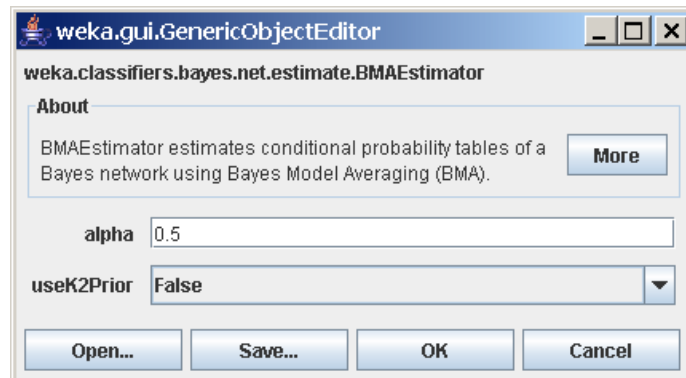 weka.gui.GenericObjectEditor
weka.classifiers.bayes.net.estimate.BMAEstimator
About
BMAEstimator estimates conditional probability tables of a
Bayes network using Bayes Model Averaging (BMA).
More
alpha 0.5
useK2Prior False
Open... Save... OK Cancel